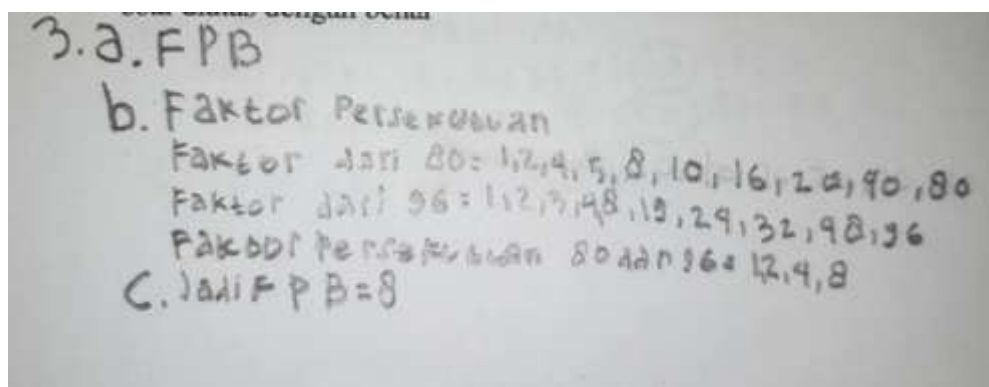 3.a. FPB
b. Faktor Persekutuan
Faktor dari 80: 1,2,4,5,8,10,16,20,40,80
Faktor dari 96: 1,2,3,48,12,24,32,48,96
Faktor Persekutuan 80 dan 96= 1,2,4,8
C. Jadi FPB=8